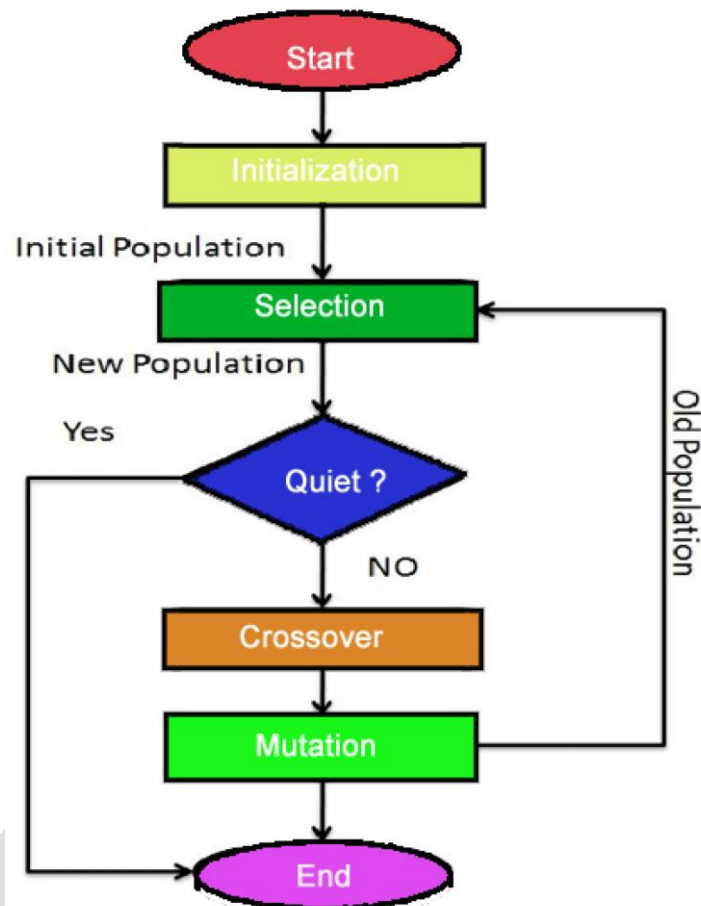 Start
Initialization
Initial Population
Selection
New Population
Yes
Quiet ?
NO
Old Population
Crossover
Mutation
End